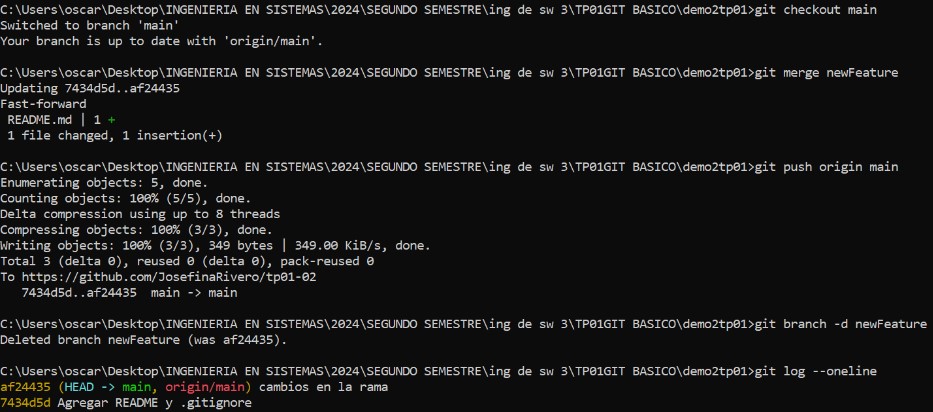 C:\Users\oscar\Desktop\INGENIERIA EN SISTEMAS\2024\SEGUNDO SEMESTRE\ing de sw 3\TP01GIT BASICO\demo2tp01>git checkout main
Switched to branch 'main'
Your branch is up to date with 'origin/main'.
C:\Users\oscar\Desktop\INGENIERIA EN SISTEMAS\2024\SEGUNDO SEMESTRE\ing de sw 3\TP01GIT BASICO\demo2tp01>git merge newFeature
Updating 7434d5d..af24435
Fast-forward
 README.md | 1 +
 1 file changed, 1 insertion(+)
C:\Users\oscar\Desktop\INGENIERIA EN SISTEMAS\2024\SEGUNDO SEMESTRE\ing de sw 3\TP01GIT BASICO\demo2tp01>git push origin main
Enumerating objects: 5, done.
Counting objects: 100% (5/5), done.
Delta compression using up to 8 threads
Compressing objects: 100% (3/3), done.
Writing objects: 100% (3/3), 349 bytes | 349.00 KiB/s, done.
Total 3 (delta 0), reused 0 (delta 0), pack-reused 0
To https://github.com/JosefinaRivero/tp01-02
   7434d5d..af24435  main -> main
C:\Users\oscar\Desktop\INGENIERIA EN SISTEMAS\2024\SEGUNDO SEMESTRE\ing de sw 3\TP01GIT BASICO\demo2tp01>git branch -d newFeature
Deleted branch newFeature (was af24435).
C:\Users\oscar\Desktop\INGENIERIA EN SISTEMAS\2024\SEGUNDO SEMESTRE\ing de sw 3\TP01GIT BASICO\demo2tp01>git log --oneline
af24435 (HEAD -> main, origin/main) cambios en la rama
7434d5d Agregar README y .gitignore